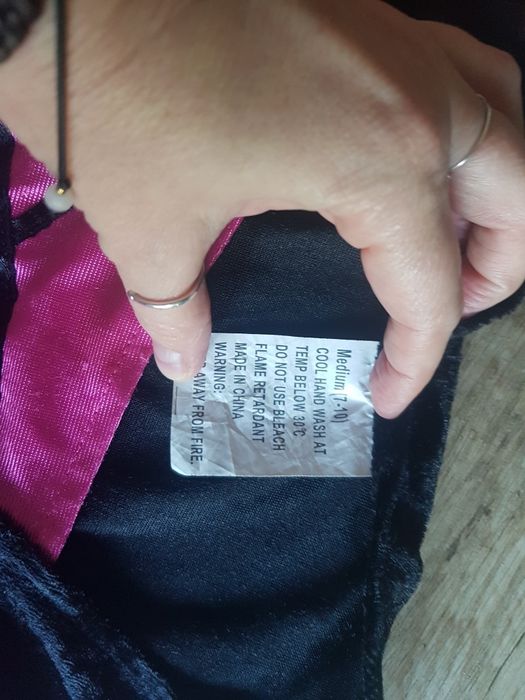 Medium (7-10)
COOL HAND WASH AT
TEMP BELOW 30°C
DO NOT USE BLEACH
FLAME RETARDANT
MADE IN CHINA
WARNING:
AWAY FROM FIRE.